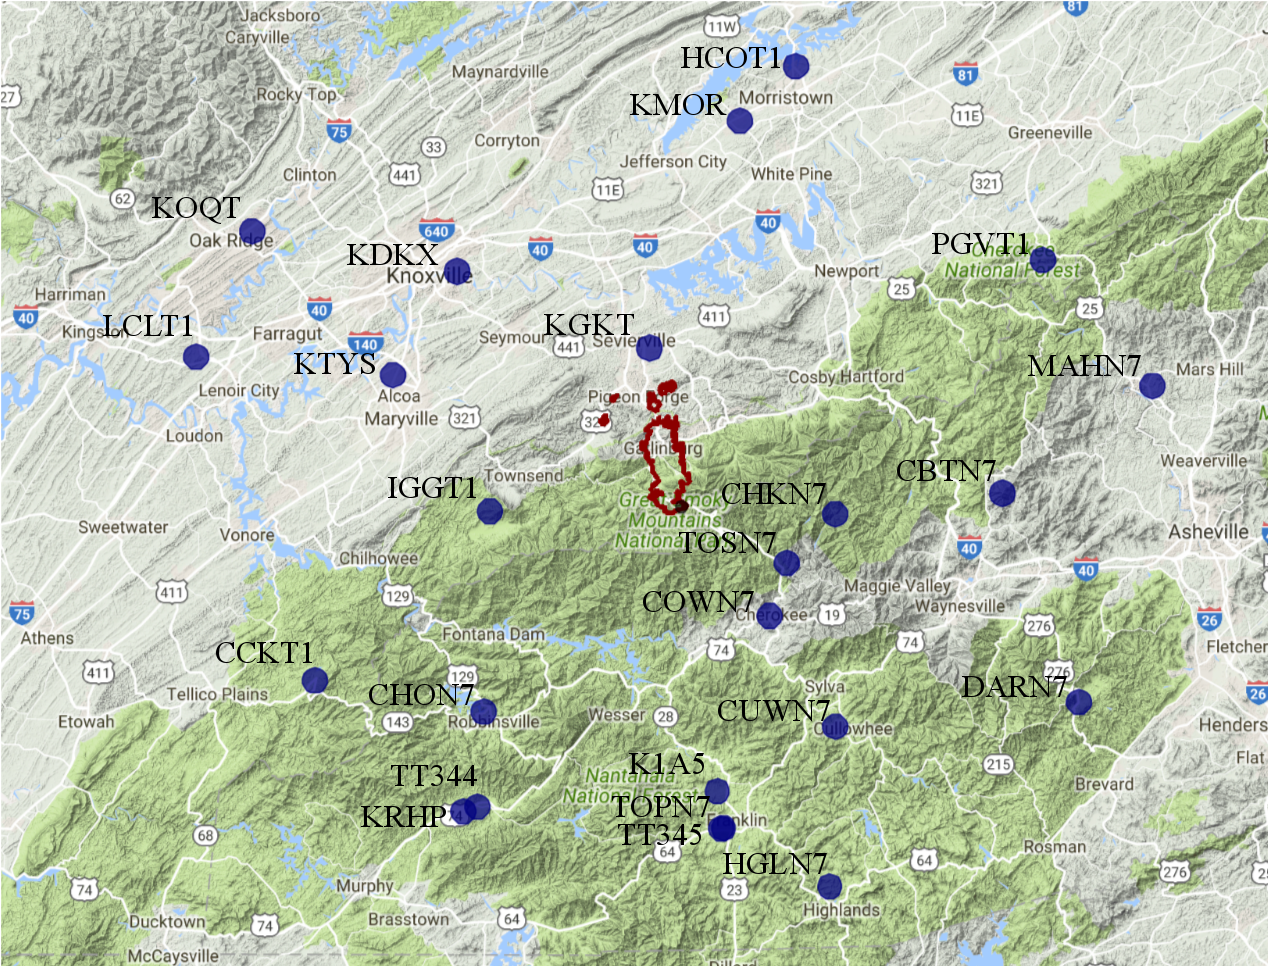 Jacksboro
81
Caryville
11W
HCOT1
Maynardville
81
27
Rocky Top
KMOR
Morristown
75
11E
Greeneville
33
Corryton
Jefferson City
Clinton
441
White Pine
11E
321
62
KOQT
640
40
Oak Ridge
40
40
PGVT1
Cherokee
National Forest
KDKX
Knoxville
Newport
25
Harriman
40
40
25
LCLT1
KGKT
411
Kingston
Farragut
140
Seymour
441
Sevierville
KTYS
MAHN7
Mars Hill
Lenoir City
Alcoa
Cosby
Hartford
Pigeon Forge
Maryville
321
Loudon
Gatlinburg
Weaverville
Townsend
CBTN7
IGGT1
CHKN7
Great Smoky
Mountains
Sweetwater
Vonore
TOSN7
Asheville
National
40
Chilhowee
40
411
129
Maggie Valley
COWN7
Waynesville
75
Cherokee
19
26
Athens
Fontana Dam
276
74
74
Fletcher
CCKT1
411
129
276
Tellico Plains
CHON7
Sylva
DARN7
26
Etowah
143
Robbinsville
Wesser
28
CUWN7
Cullowhee
Hendersi
K1A5
215
Flat
TT344
Nantahala
National Forest
Brevard
KRHP
74
TOPN7
Franklin
68
TT345
64
64
Rosman
HGLN7
276
74
Murphy
23
Highlands
Ducktown
74
Brasstown
64
McCaysville
Dillard